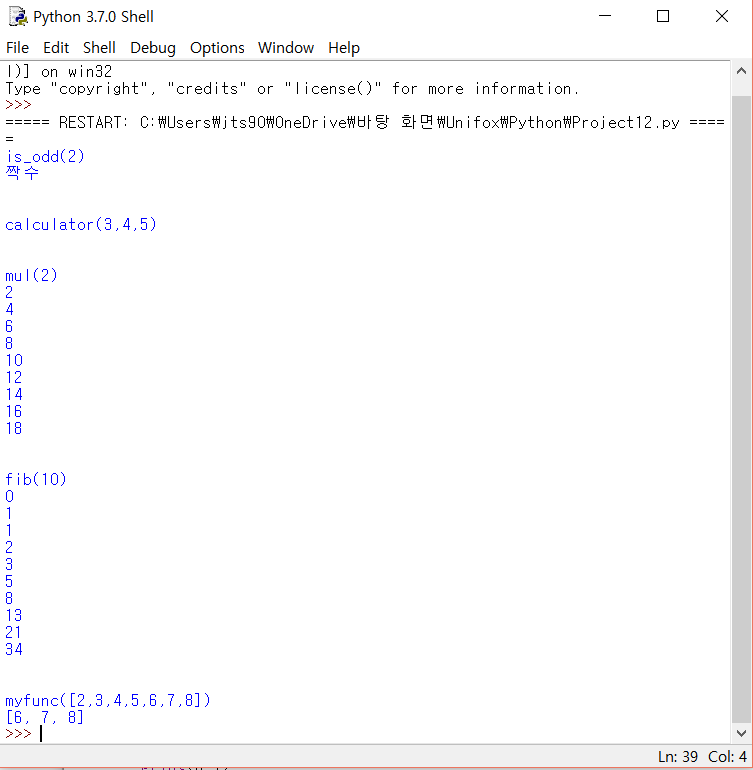 Python 3.7.0 Shell
File Edit Shell Debug Options Window Help
l)] on win32
Type "copyright", "credits" or "license()" for more information.
>>>
===== RESTART: C:₩Users₩jts90₩OneDrive₩바탕 화면₩Unifox₩Python₩Project12.py ====
=
is_odd(2)
짝수
calculator(3,4,5)
mul(2)
2
4
6
8
10
12
14
16
18
fib(10)
0
1
1
2
3
5
8
13
21
34
myfunc([2,3,4,5,6,7,8])
[6, 7, 8]
>>>
Ln: 39 Col: 4